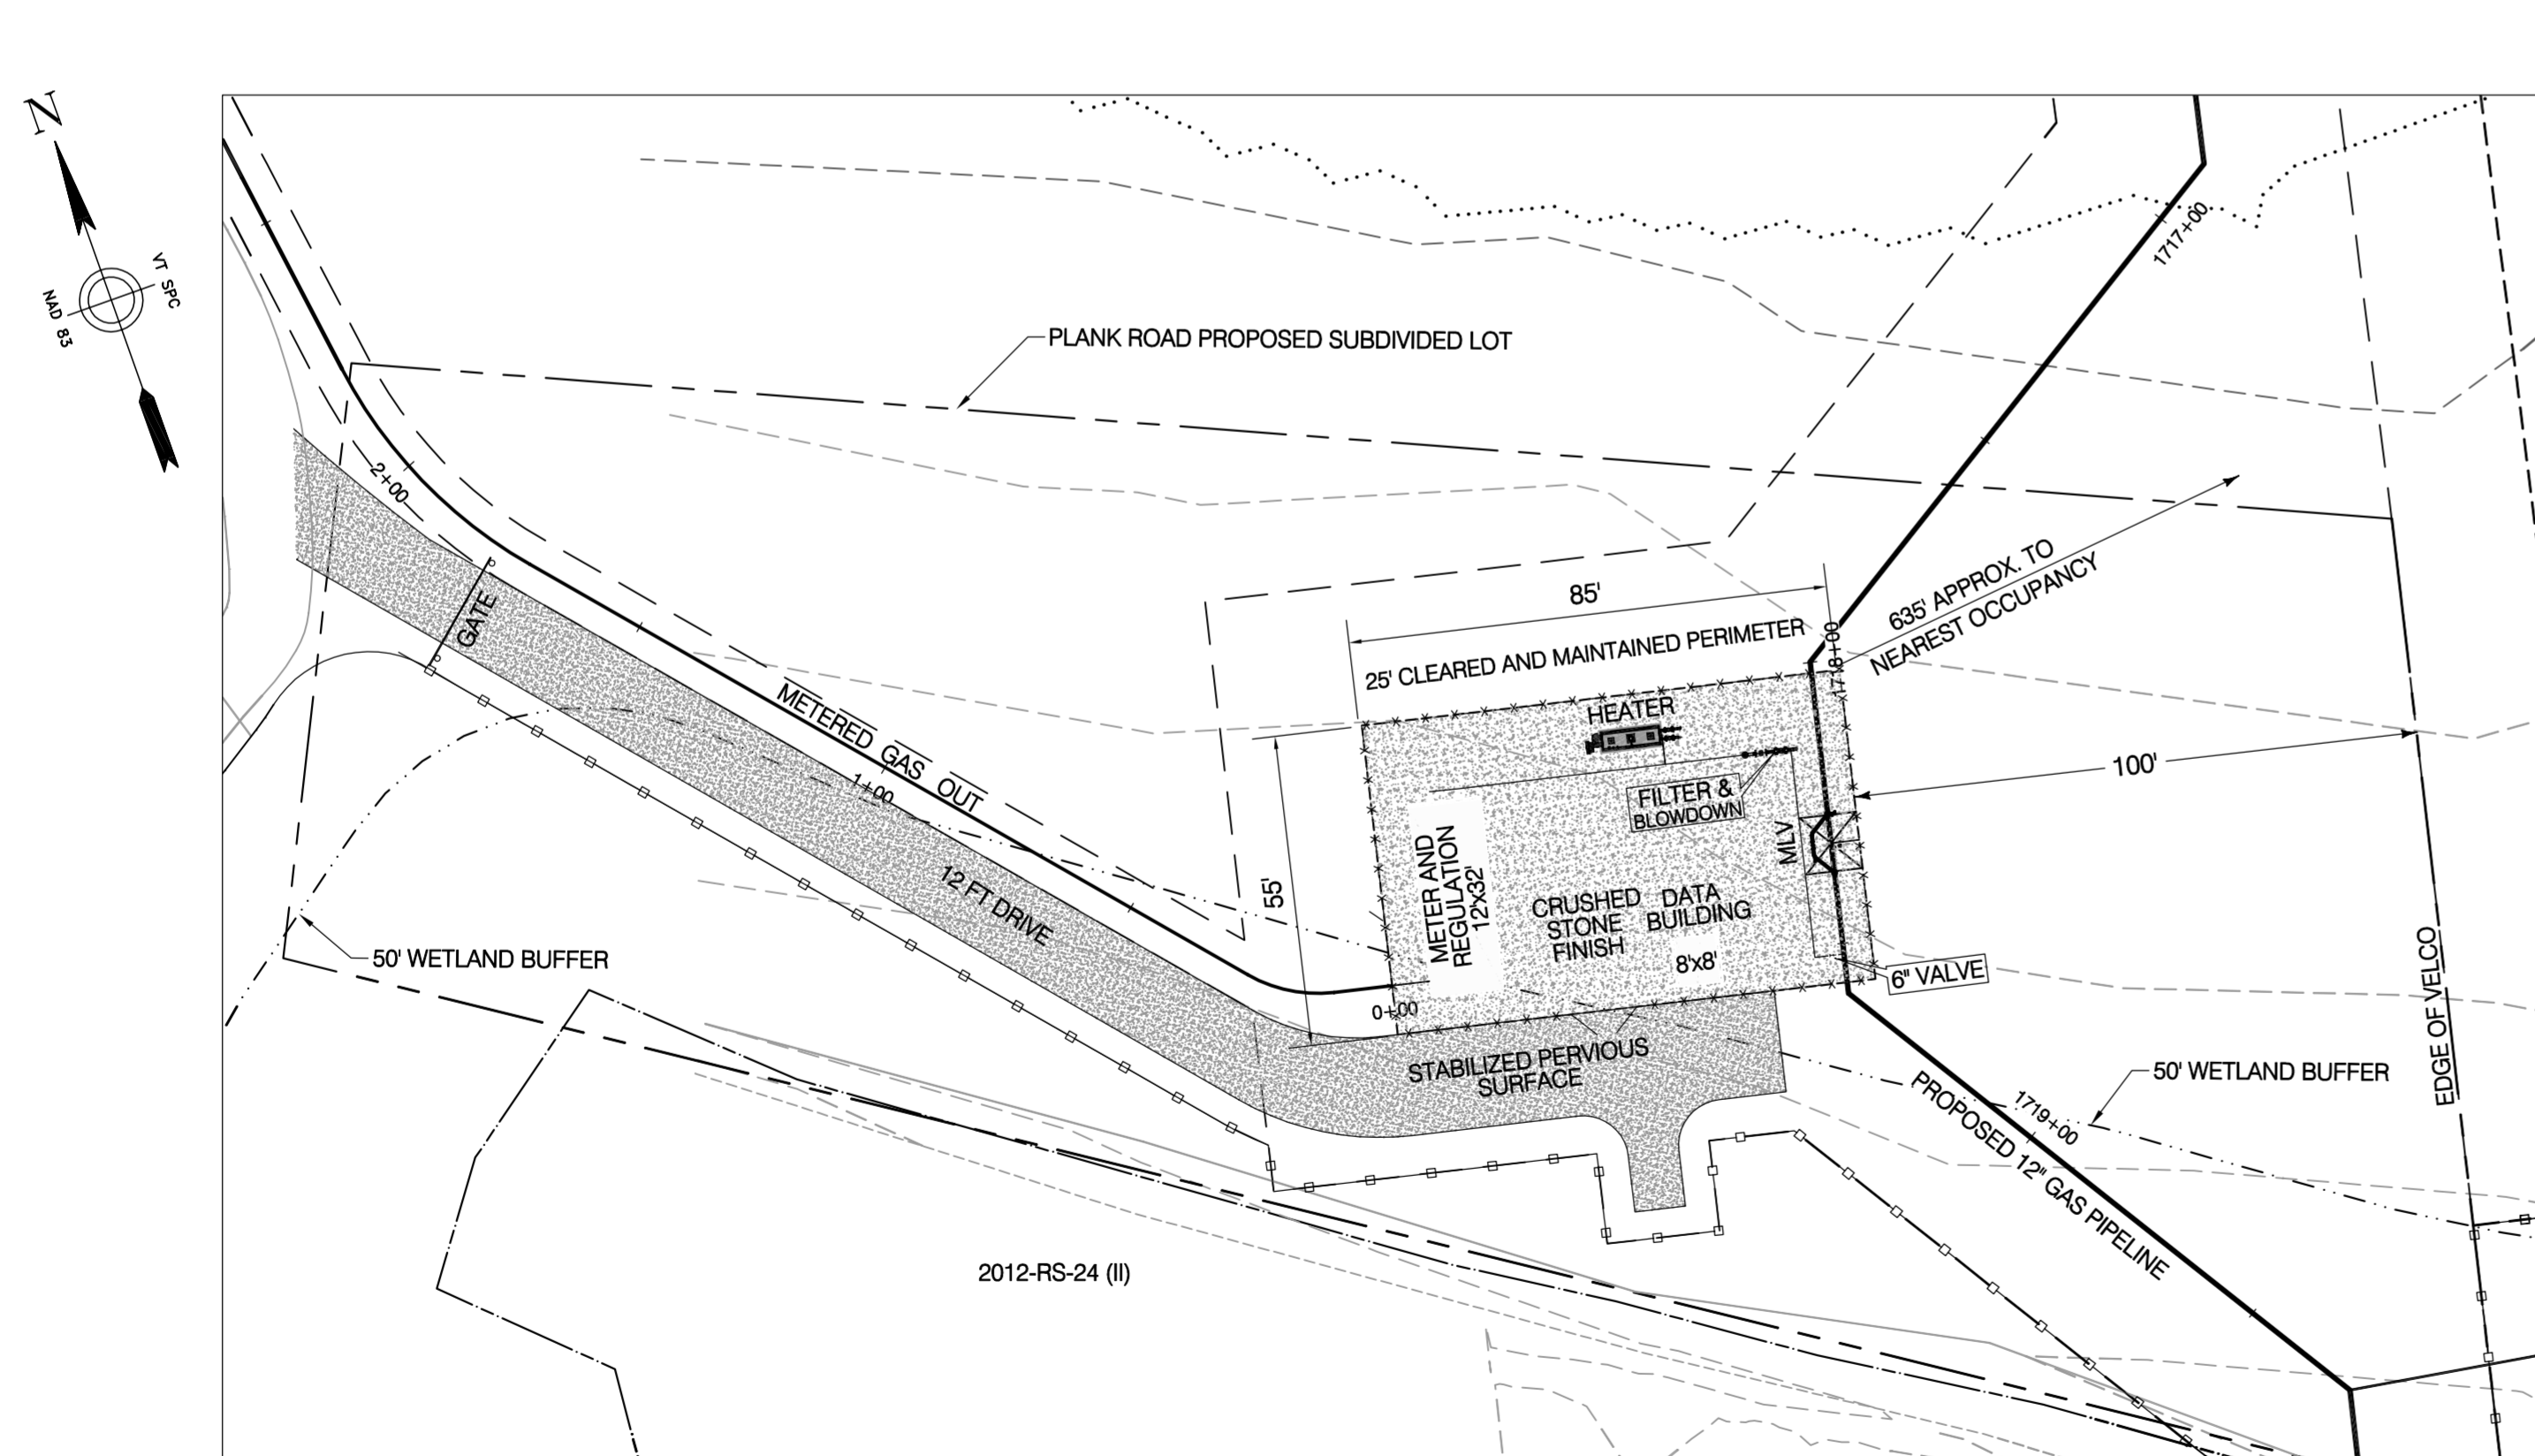 N
VT SPC
NAD 83
1717+00
PLANK ROAD PROPOSED SUBDIVIDED LOT
2+00
GATE
635' APPROX. TO
NEAREST OCCUPANCY
85'
25' CLEARED AND MAINTAINED PERIMETER
1718+00
METERED GAS OUT
1+00
HEATER
100'
FILTER &
BLOWDOWN
MLV
55'
METER AND
REGULATION
12'x32'
CRUSHED
STONE
FINISH
DATA
BUILDING
8'x8'
12 FT DRIVE
50' WETLAND BUFFER
6" VALVE
0+00
STABILIZED PERVIOUS
SURFACE
EDGE OF VELCO
50' WETLAND BUFFER
1719+00
PROPOSED 12" GAS PIPELINE
2012-RS-24 (II)